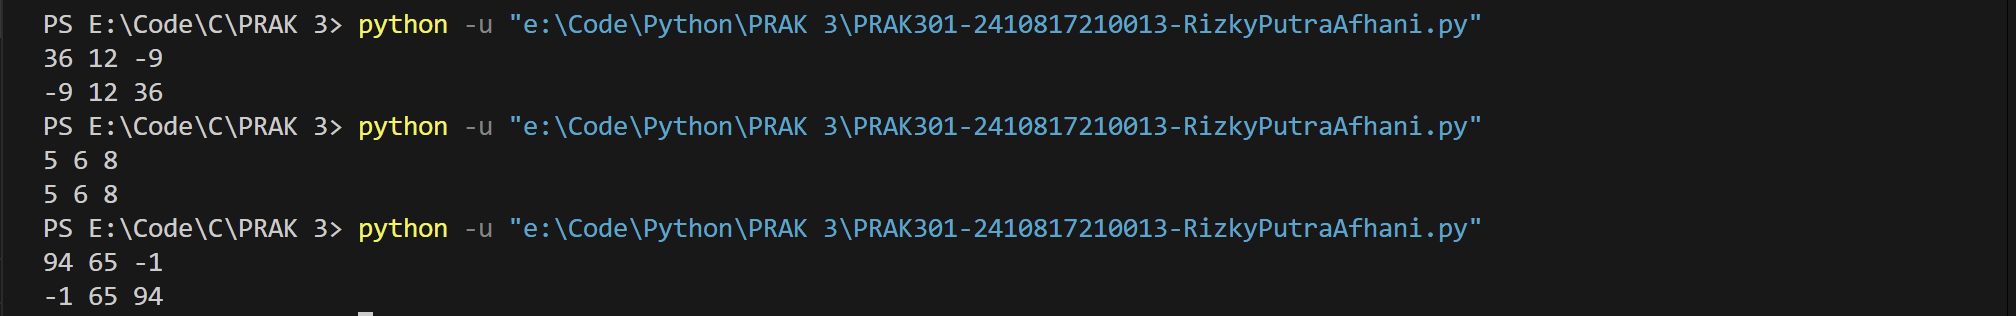 PS E:\Code\C\PRAK 3> python -u "e:\Code\Python\PRAK 3\PRAK301-2410817210013-RizkyPutraAfhani.py"
36 12 -9
-9 12 36
PS E:\Code\C\PRAK 3> python -u "e:\Code\Python\PRAK 3\PRAK301-2410817210013-RizkyPutraAfhani.py"
5 6 8
5 6 8
PS E:\Code\C\PRAK 3> python -u "e:\Code\Python\PRAK 3\PRAK301-2410817210013-RizkyPutraAfhani.py"
94 65 -1
-1 65 94